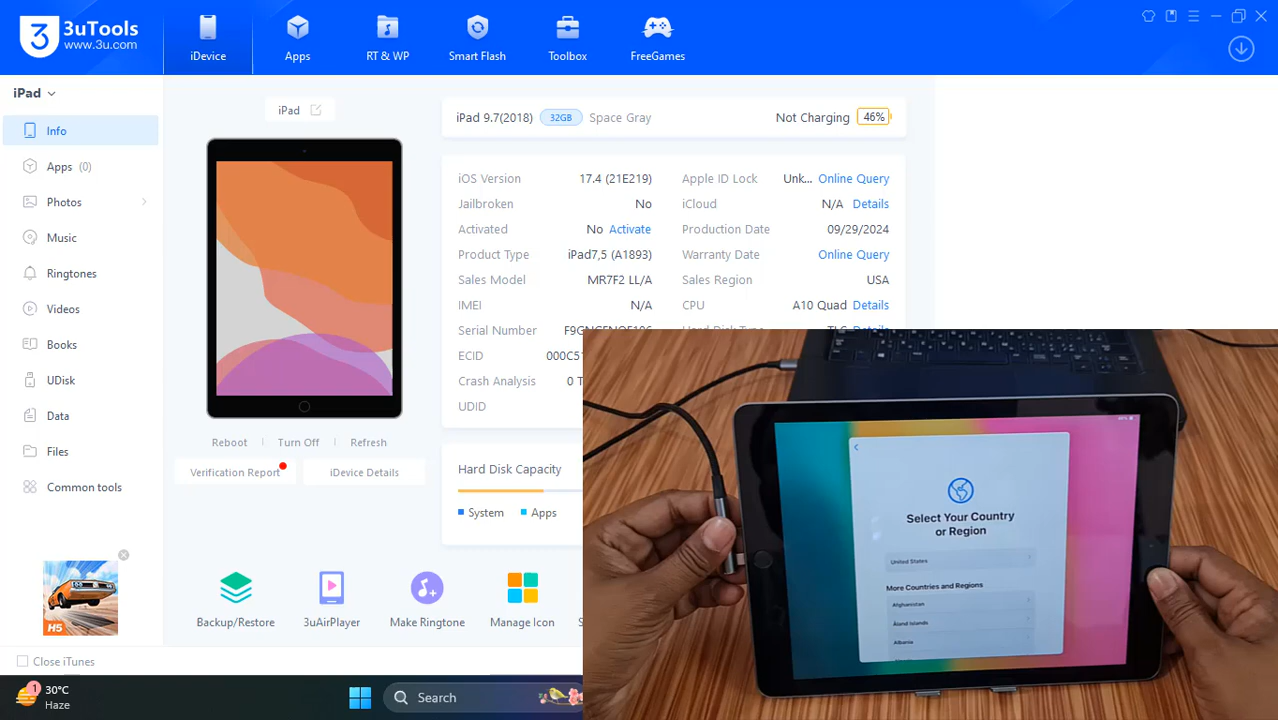 3 3uTools
www.3u.com
iDevice
Apps
RT & WP
Smart Flash
Toolbox
FreeGames
iPad
Info
Apps (0)
Photos
Music
Ringtones
Videos
Books
UDisk
Data
Files
Common tools
H5
Close iTunes
iPad
Reboot
Turn Off
Refresh
Verification Report
iDevice Details
iPad 9.7(2018) 32GB Space Gray Not Charging 46%
iOS Version 17.4 (21E219) Apple ID Lock Unk... Online Query
Jailbroken No iCloud N/A Details
Activated No Activate Production Date 09/29/2024
Product Type iPad7,5 (A1893) Warranty Date Online Query
Sales Model MR7F2 LL/A Sales Region USA
IMEI N/A CPU A10 Quad Details
Serial Number
ECID 000C51
Crash Analysis 0 T
UDID
Hard Disk Capacity
System Apps
Backup/Restore
3uAirPlayer
Make Ringtone
Manage Icon
Select Your Country
or Region
United States
More Countries and Regions
Afghanistan
Åland Islands
Albania
1
30°C
Haze
Search